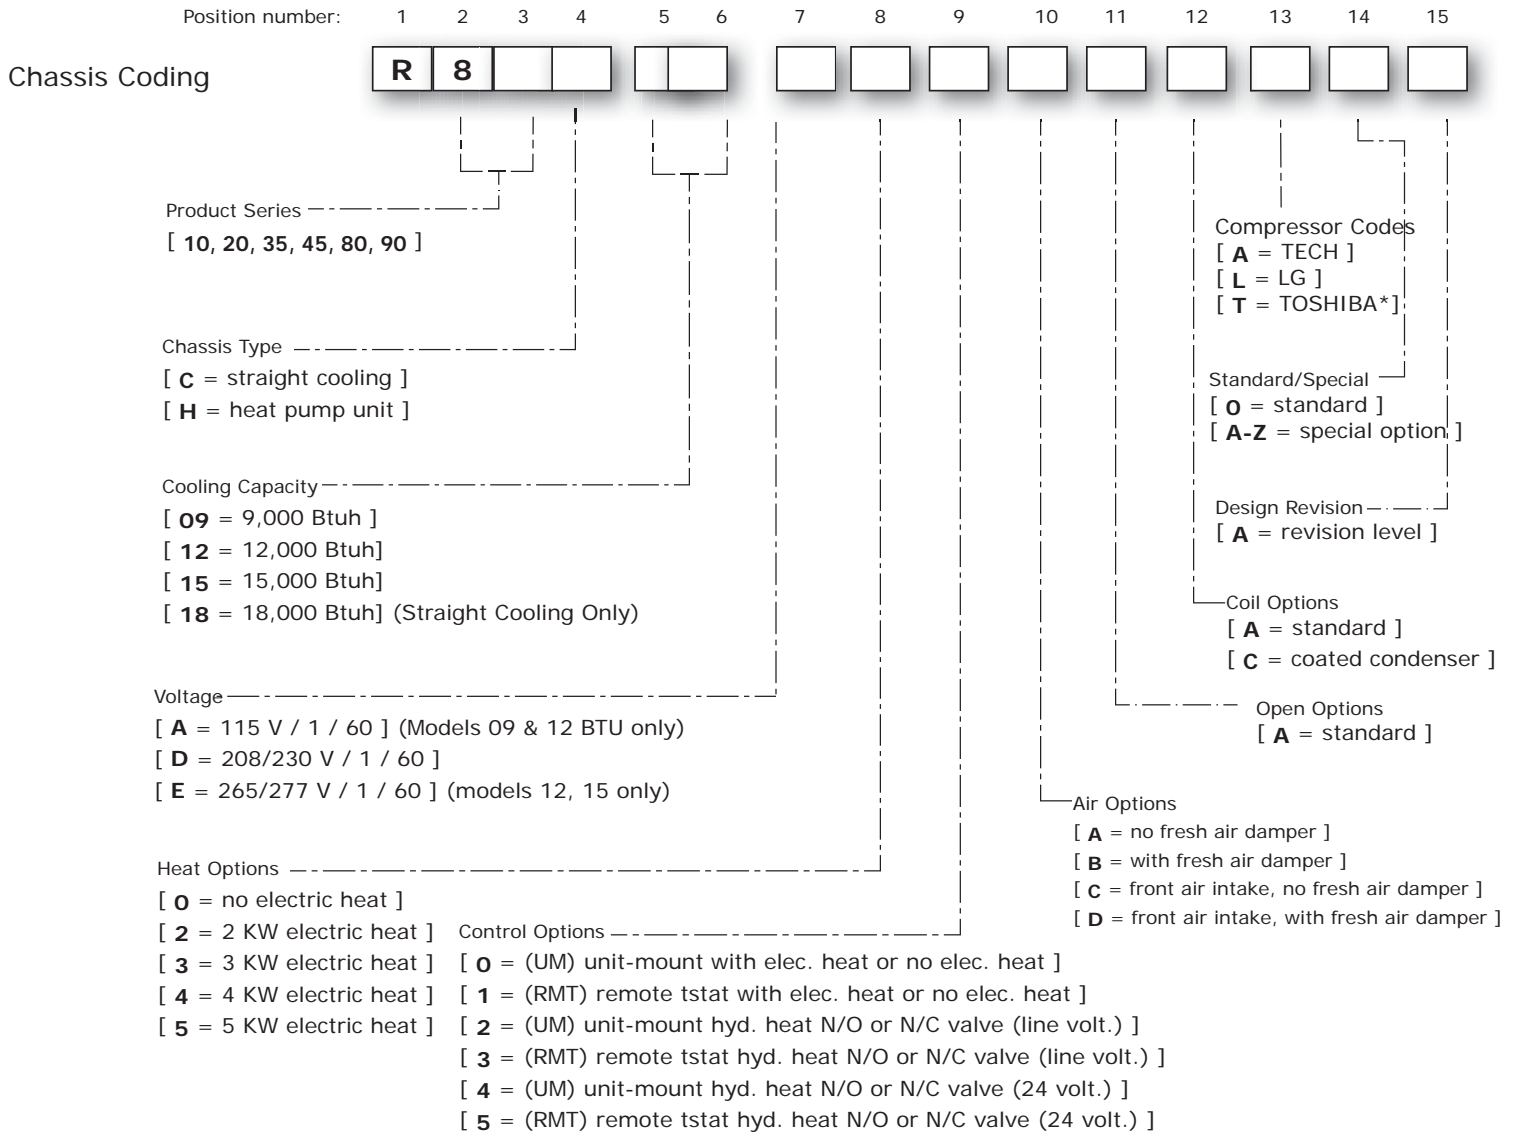 Position number: 1 2 3 4 5 6 7 8 9 10 11 12 13 14 15
Chassis Coding R 8
Product Series
[ 10, 20, 35, 45, 80, 90 ]
Chassis Type
[ C = straight cooling ]
[ H = heat pump unit ]
Cooling Capacity
[ 09 = 9,000 Btuh ]
[ 12 = 12,000 Btuh]
[ 15 = 15,000 Btuh]
[ 18 = 18,000 Btuh] (Straight Cooling Only)
Voltage
[ A = 115 V / 1 / 60 ] (Models 09 & 12 BTU only)
[ D = 208/230 V / 1 / 60 ]
[ E = 265/277 V / 1 / 60 ] (models 12, 15 only)
Heat Options
[ 0 = no electric heat ]
[ 2 = 2 KW electric heat ]
[ 3 = 3 KW electric heat ]
[ 4 = 4 KW electric heat ]
[ 5 = 5 KW electric heat ]
Control Options
[ 0 = (UM) unit-mount with elec. heat or no elec. heat ]
[ 1 = (RMT) remote tstat with elec. heat or no elec. heat ]
[ 2 = (UM) unit-mount hyd. heat N/O or N/C valve (line volt.) ]
[ 3 = (RMT) remote tstat hyd. heat N/O or N/C valve (line volt.) ]
[ 4 = (UM) unit-mount hyd. heat N/O or N/C valve (24 volt.) ]
[ 5 = (RMT) remote tstat hyd. heat N/O or N/C valve (24 volt.) ]
Compressor Codes
[ A = TECH ]
[ L = LG ]
[ T = TOSHIBA*]
Standard/Special
[ 0 = standard ]
[ A-Z = special option ]
Design Revision
[ A = revision level ]
Coil Options
[ A = standard ]
[ C = coated condenser ]
Open Options
[ A = standard ]
Air Options
[ A = no fresh air damper ]
[ B = with fresh air damper ]
[ C = front air intake, no fresh air damper ]
[ D = front air intake, with fresh air damper ]